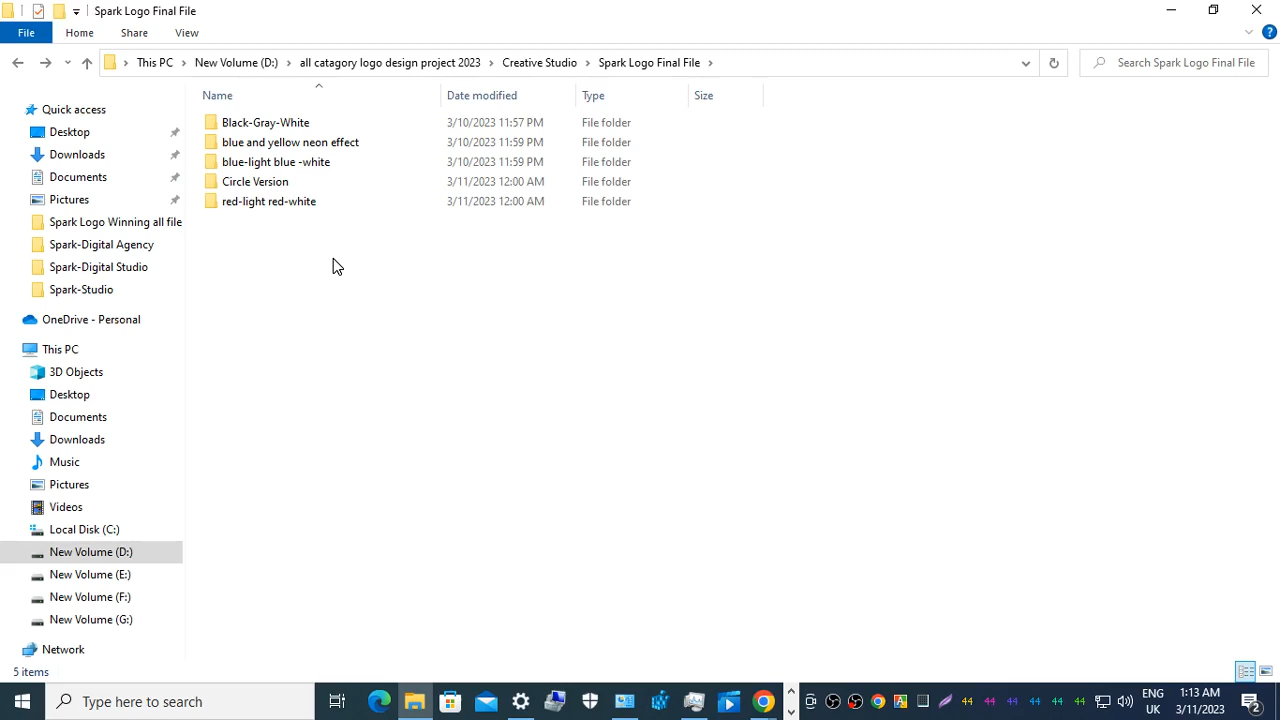 Spark Logo Final File
File
Home
Share
View
This PC
New Volume (D:)
all catagory logo design project 2023
Creative Studio
Spark Logo Final File
Search Spark Logo Final File
Name
Date modified
Type
Size
Black-Gray-White 3/10/2023 11:57 PM File folder
blue and yellow neon effect 3/10/2023 11:59 PM File folder
blue-light blue -white 3/10/2023 11:59 PM File folder
Circle Version 3/11/2023 12:00 AM File folder
red-light red-white 3/11/2023 12:00 AM File folder
Quick access
Desktop
Downloads
Documents
Pictures
Spark Logo Winning all file
Spark-Digital Agency
Spark-Digital Studio
Spark-Studio
OneDrive - Personal
This PC
3D Objects
Desktop
Documents
Downloads
Music
Pictures
Videos
Local Disk (C:)
New Volume (D:)
New Volume (E:)
New Volume (F:)
New Volume (G:)
Network
5 items
Type here to search
44 44 44 44 44 44
ENG
UK
1:13 AM
3/11/2023
2